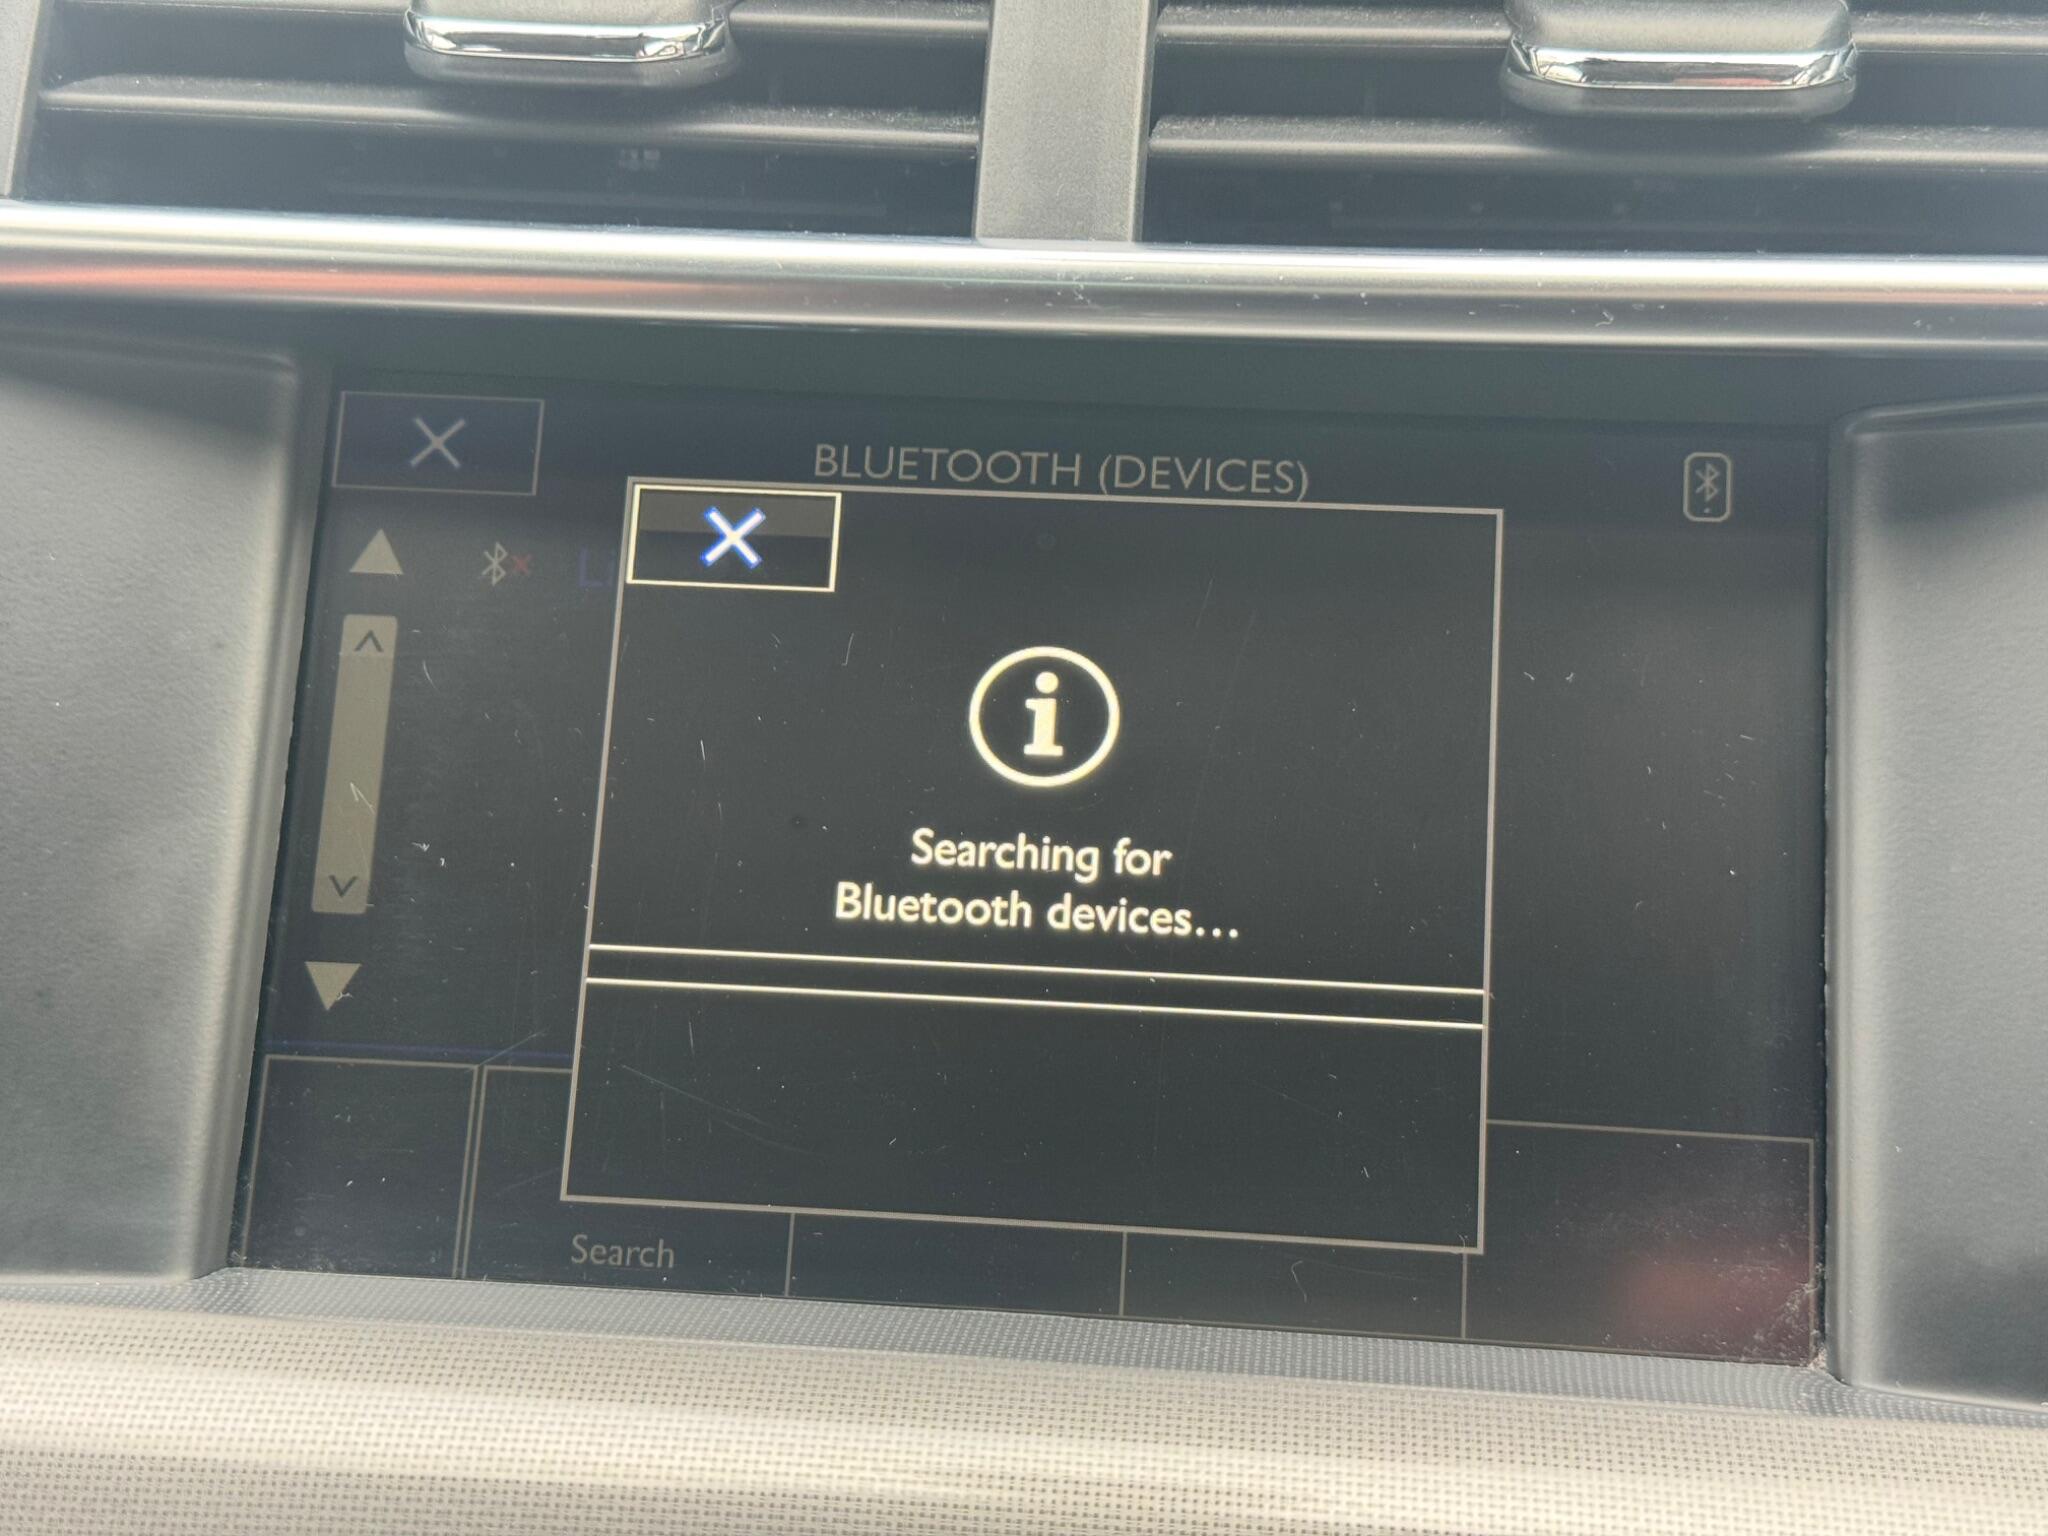 BLUETOOTH (DEVICES)
Searching for
Bluetooth devices...
Search